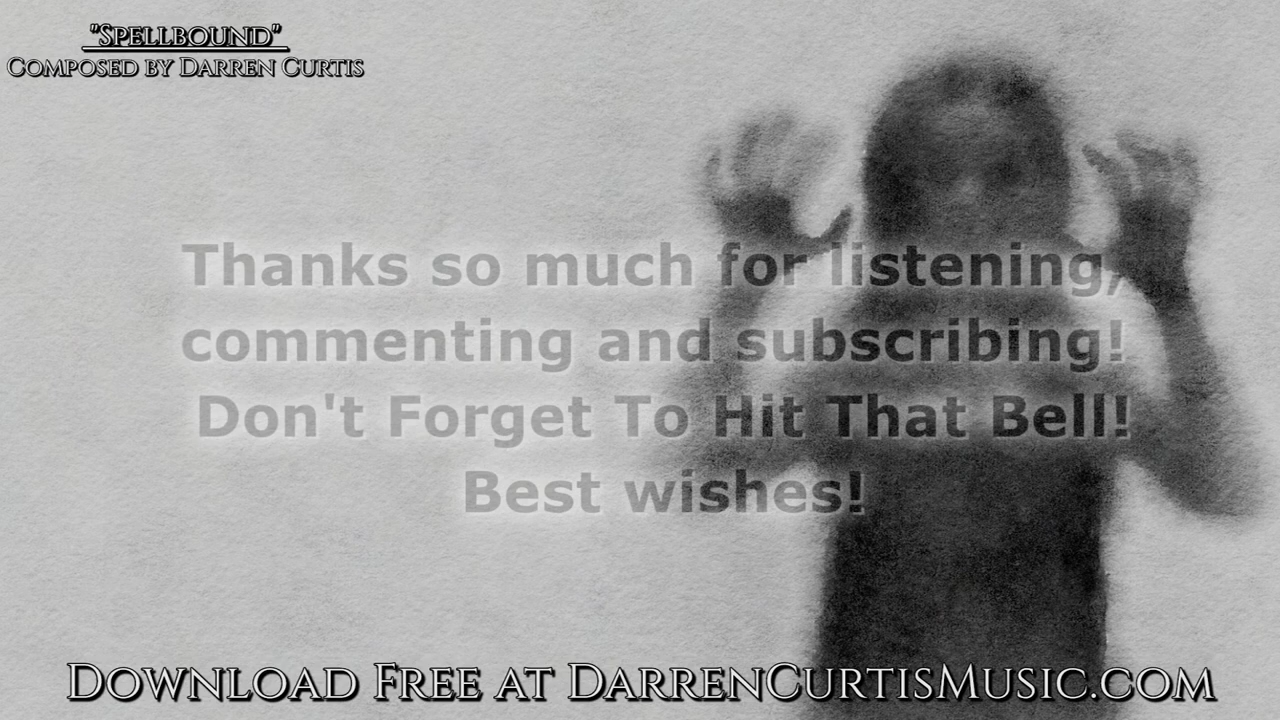 "Spellbound"
Composed by Darren Curtis
Thanks so much for listening,
commenting and subscribing!
Don't Forget To Hit That Bell!
Best wishes!
Download Free at DarrenCurtisMusic.com